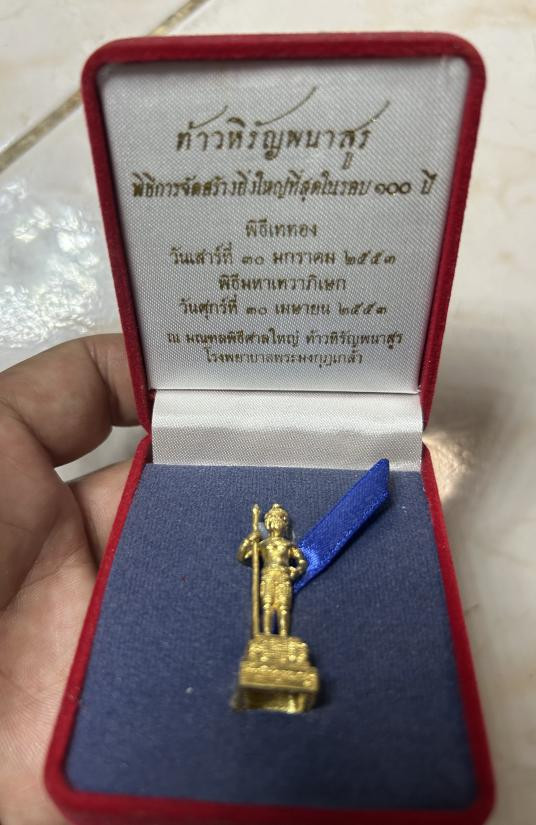 ท้าวหิรัญพนาสูร
พิธีการจัดสร้างยิ่งใหญ่ที่สุดในรอบ ๑๐๐ ปี
พิธีเททอง
วันเสาร์ที่ ๓๐ มกราคม ๒๕๕๓
พิธีมหาเทวาภิเษก
วันศุกร์ที่ ๓๐ เมษายน ๒๕๕๓
ณ มณฑลพิธีศาลใหญ่ ท้าวหิรัญพนาสูร
โรงพยาบาลพระมงกุฎเกล้า